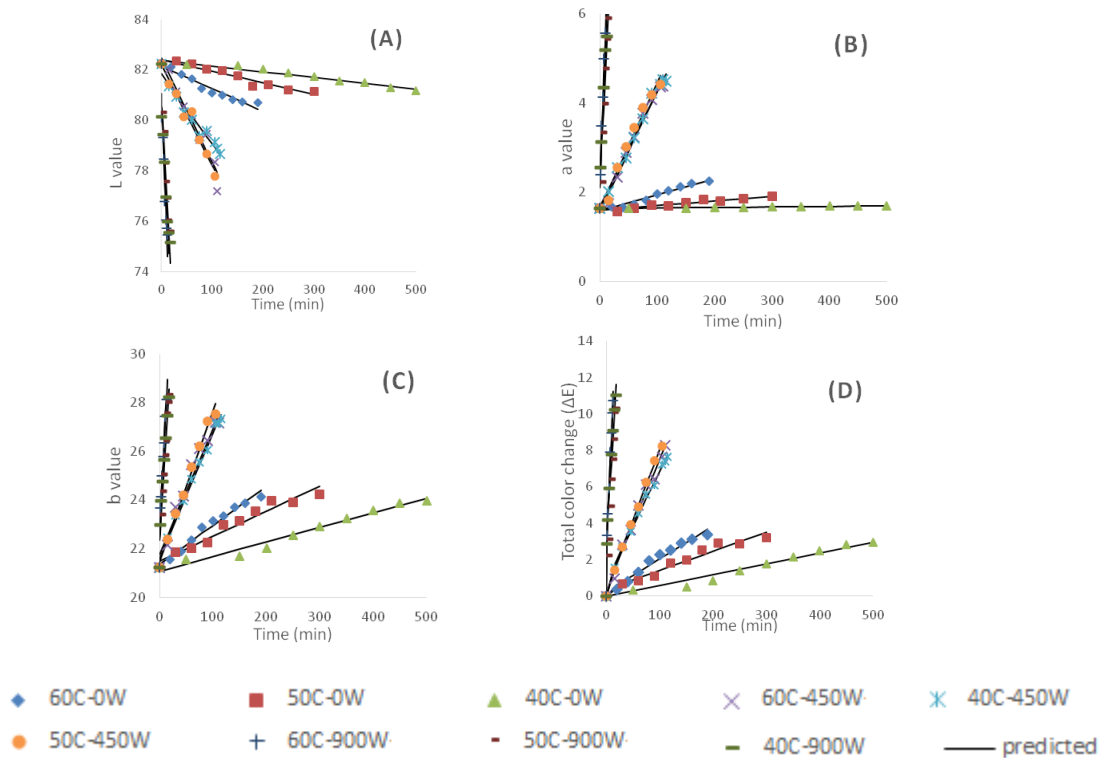 (A)
84
82
80
78
76
74
L value
0 100 200 300 400 500
Time (min)
(B)
6
4
2
0
a value
0 100 200 300 400 500
Time (min)
(C)
30
28
26
24
22
20
b value
0 100 200 300 400 500
Time (min)
(D)
14
12
10
8
6
4
2
0
Total color change (ΔE)
0 100 200 300 400 500
Time (min)
60C-0W 50C-0W 40C-0W 60C-450W 40C-450W
50C-450W 60C-900W 50C-900W 40C-900W predicted